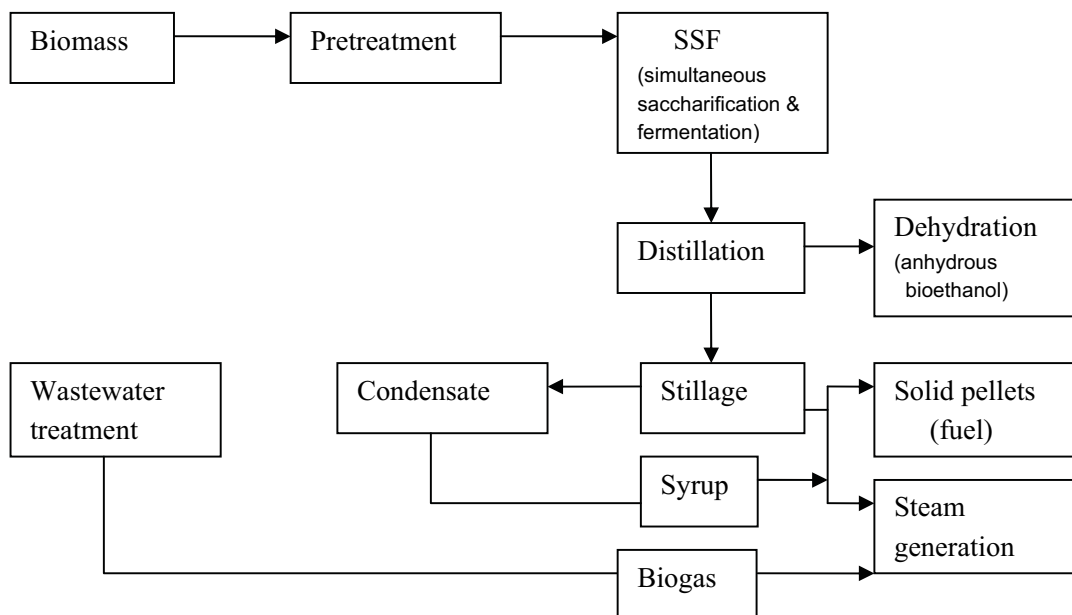 Biomass
Pretreatment
SSF
(simultaneous
saccharification &
fermentation)
Distillation
Dehydration
(anhydrous
bioethanol)
Wastewater
treatment
Condensate
Stillage
Solid pellets
(fuel)
Syrup
Steam
generation
Biogas